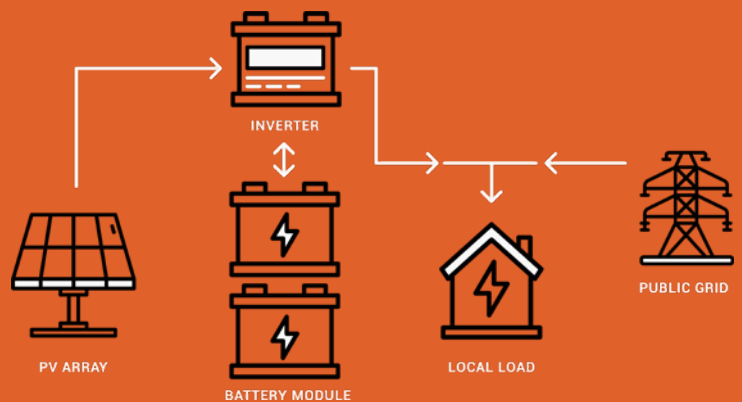 INVERTER
PUBLIC GRID
PV ARRAY
LOCAL LOAD
BATTERY MODULE